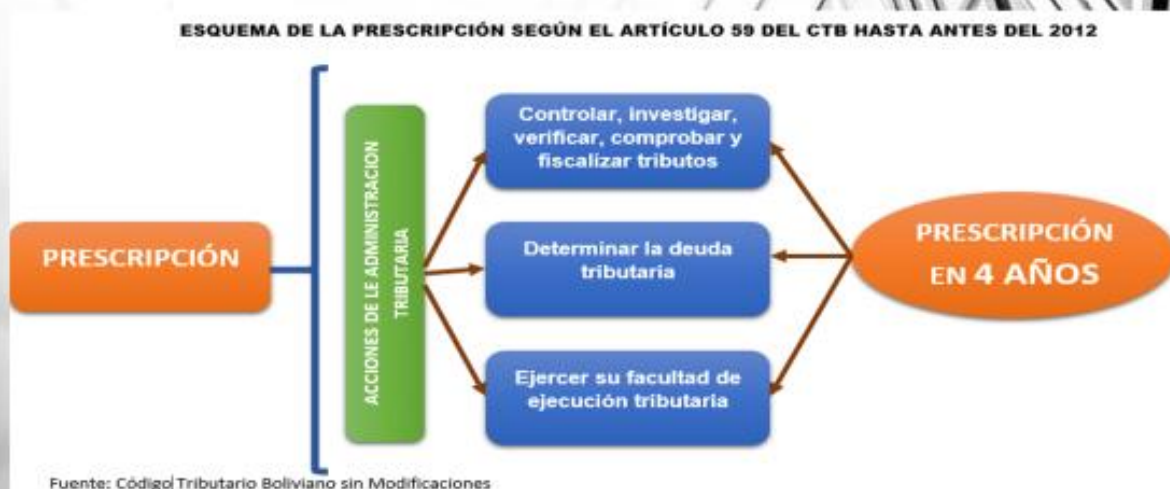 ESQUEMA DE LA PRESCRIPCIÓN SEGÚN EL ARTÍCULO 59 DEL CTB HASTA ANTES DEL 2012
PRESCRIPCIÓN
ACCIONES DE LE ADMINISTRACION
TRIBUTARIA
Controlar, investigar,
verificar, comprobar y
fiscalizar tributos
Determinar la deuda
tributaria
Ejercer su facultad de
ejecución tributaria
PRESCRIPCIÓN
EN 4 AÑOS
Fuente: Código Tributario Boliviano sin Modificaciones